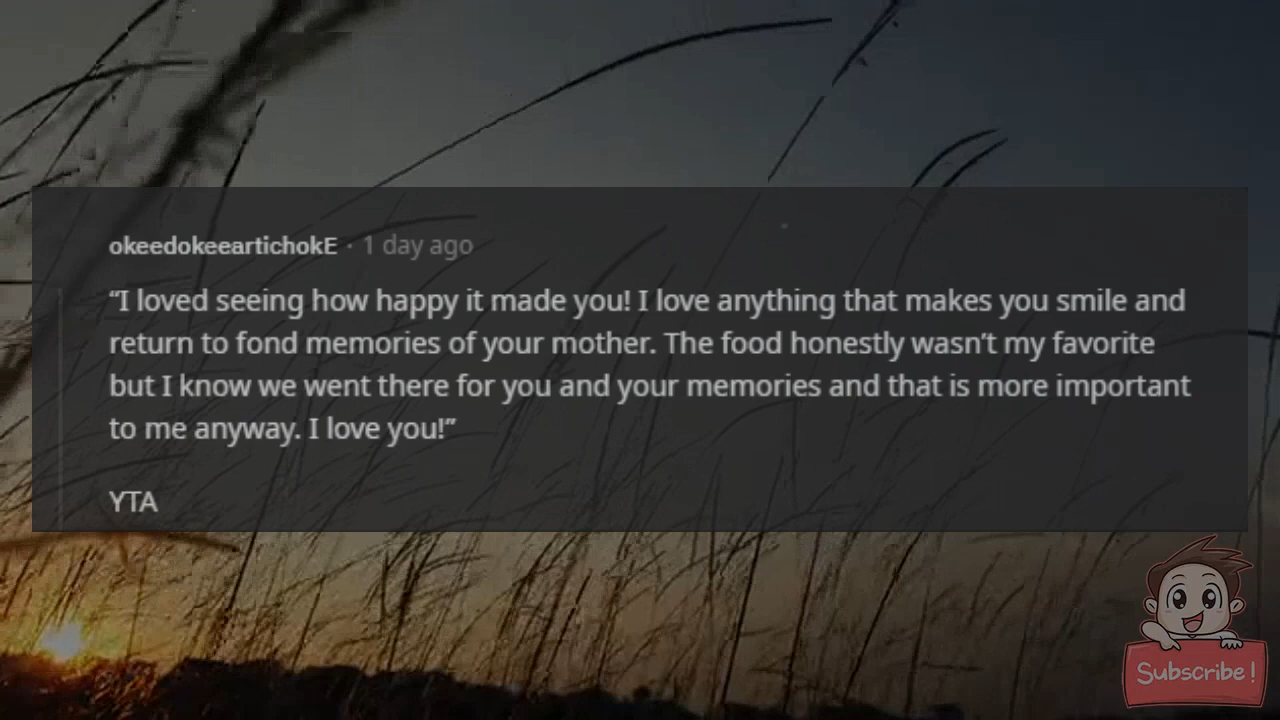 okeedokeeartichokE · 1 day ago
“I loved seeing how happy it made you! I love anything that makes you smile and
return to fond memories of your mother. The food honestly wasn’t my favorite
but I know we went there for you and your memories and that is more important
to me anyway. I love you!”
YTA
Subscribe!